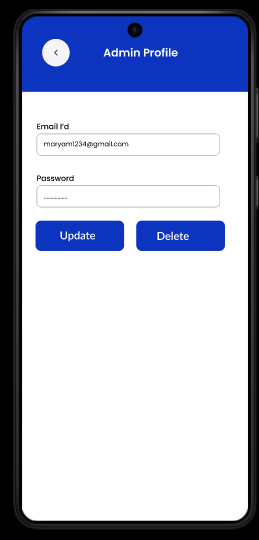 Admin Profile
Email I'd
maryam1234@gmail.com
Password
-------
Update
Delete